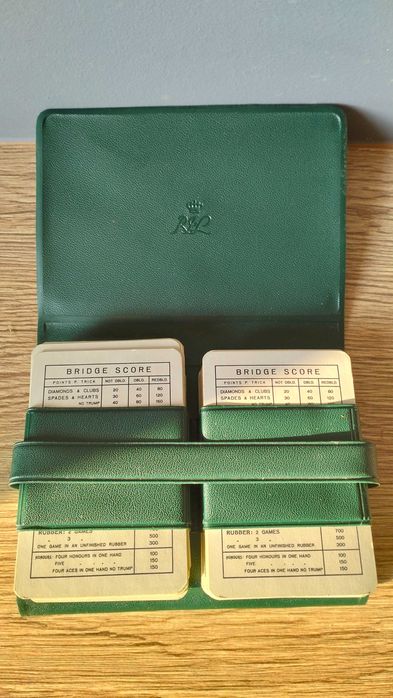 BRIDGE SCORE
POINTS P. TRICK NOT DBLD. DBLD. REDBLD.
DIAMONDS & CLUBS 20 40 80
SPADES & HEARTS 30 60 120
NO TRUMP 40 80 160
RUBBER: 2 GAMES
" 3 " 500
ONE GAME IN AN UNFINISHED RUBBER 300
HONOURS: FOUR HONOURS IN ONE HAND 100
FIVE " " " 150
FOUR ACES IN ONE HAND NO TRUMP 150
BRIDGE SCORE
POINTS P. TRICK NOT DBLD. DBLD. REDBLD.
DIAMONDS & CLUBS 20 40 80
SPADES & HEARTS 30 60 120
NO TRUMP 40 80 160
RUBBER: 2 GAMES 700
" 3 " 500
ONE GAME IN AN UNFINISHED RUBBER 300
HONOURS: FOUR HONOURS IN ONE HAND 100
FIVE " " " 150
FOUR ACES IN ONE HAND NO TRUMP 150